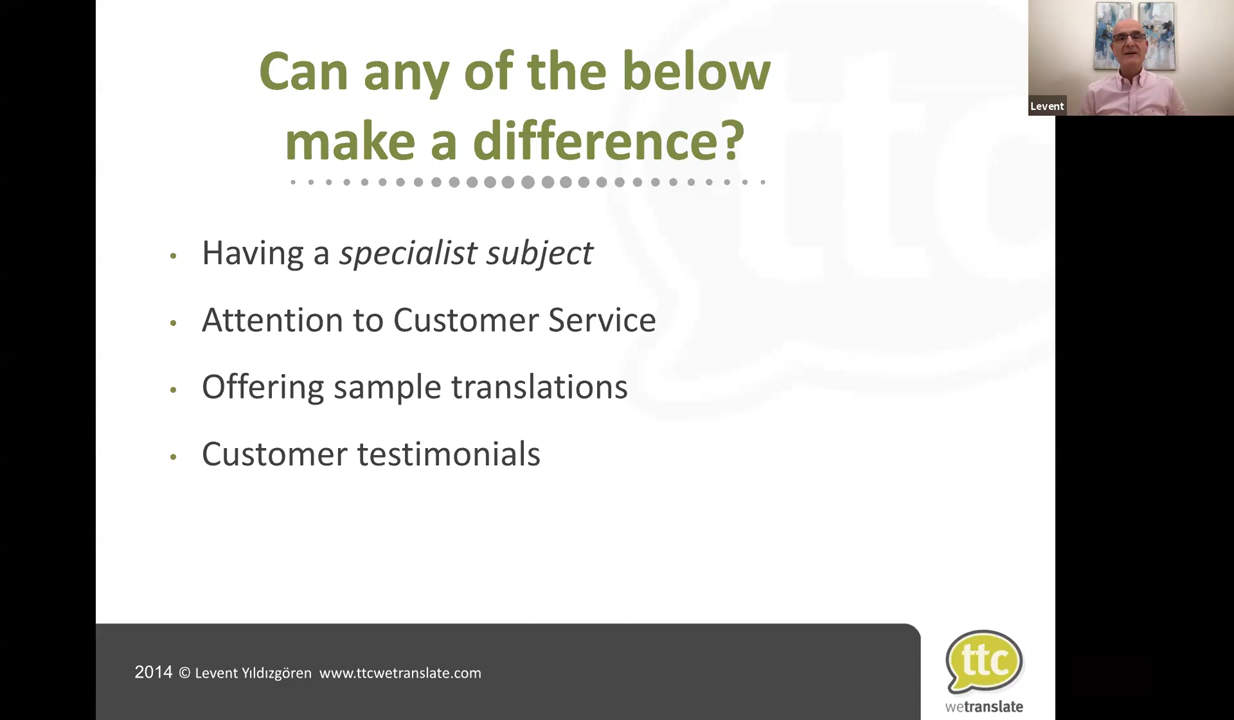 Can any of the below
make a difference?
• Having a specialist subject
• Attention to Customer Service
• Offering sample translations
• Customer testimonials
2014 © Levent Yıldızgören www.ttcwetranslate.com
ttc
wetranslate
Levent
ttc